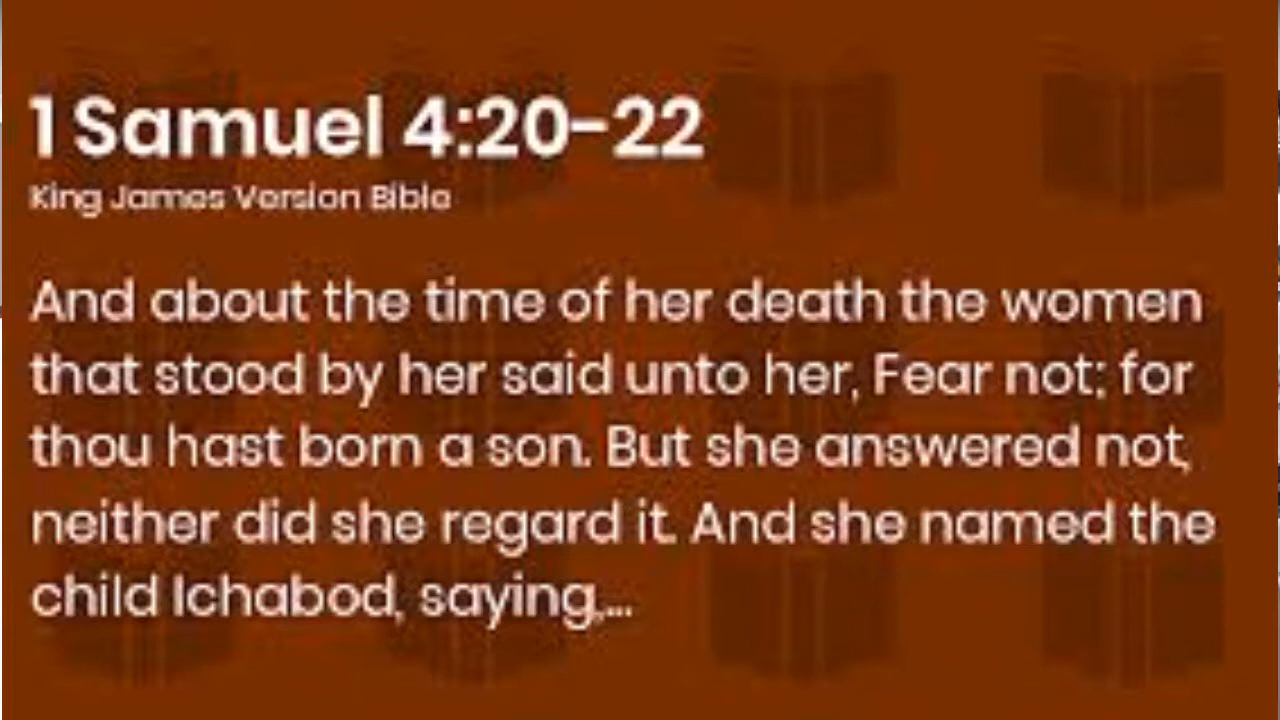 1 Samuel 4:20-22
King James Version Bible
And about the time of her death the women
that stood by her said unto her, Fear not; for
thou hast born a son. But she answered not,
neither did she regard it. And she named the
child Ichabod, saying,...